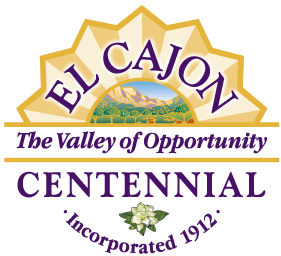 EL CAJON
The Valley of Opportunity
CENTENNIAL
· Incorporated 1912 ·